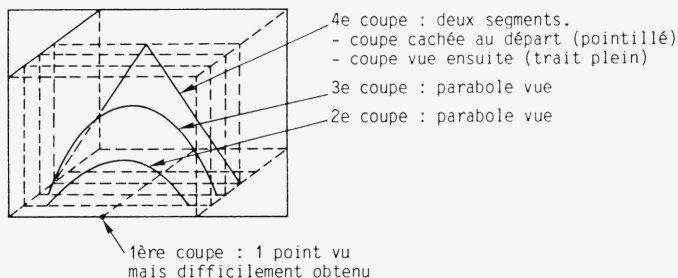 4e coupe : deux segments.
- coupe cachée au départ (pointillé)
- coupe vue ensuite (trait plein)
3e coupe : parabole vue
2e coupe : parabole vue
1ère coupe : 1 point vu
mais difficilement obtenu